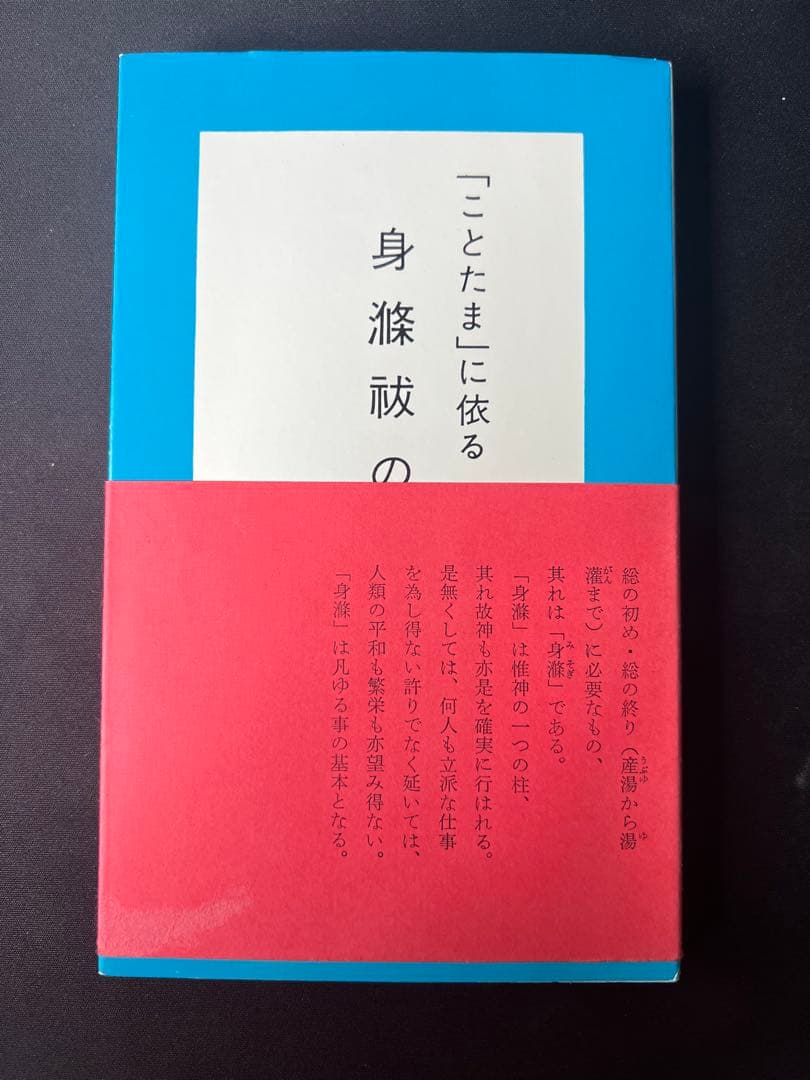 「ことたま」に依る
身滌祓の
総の初め・総の終り(産湯から湯
灌まで)に必要なもの、
其れは「身滌」である。
「身滌」は惟神の一つの柱、
其れ故神も亦是を確実に行はれる。
是無くしては、何人も立派な仕事
を為し得ない許りでなく延いては、
人類の平和も繁栄も亦望み得ない。
「身滌」は凡ゆる事の基本となる。